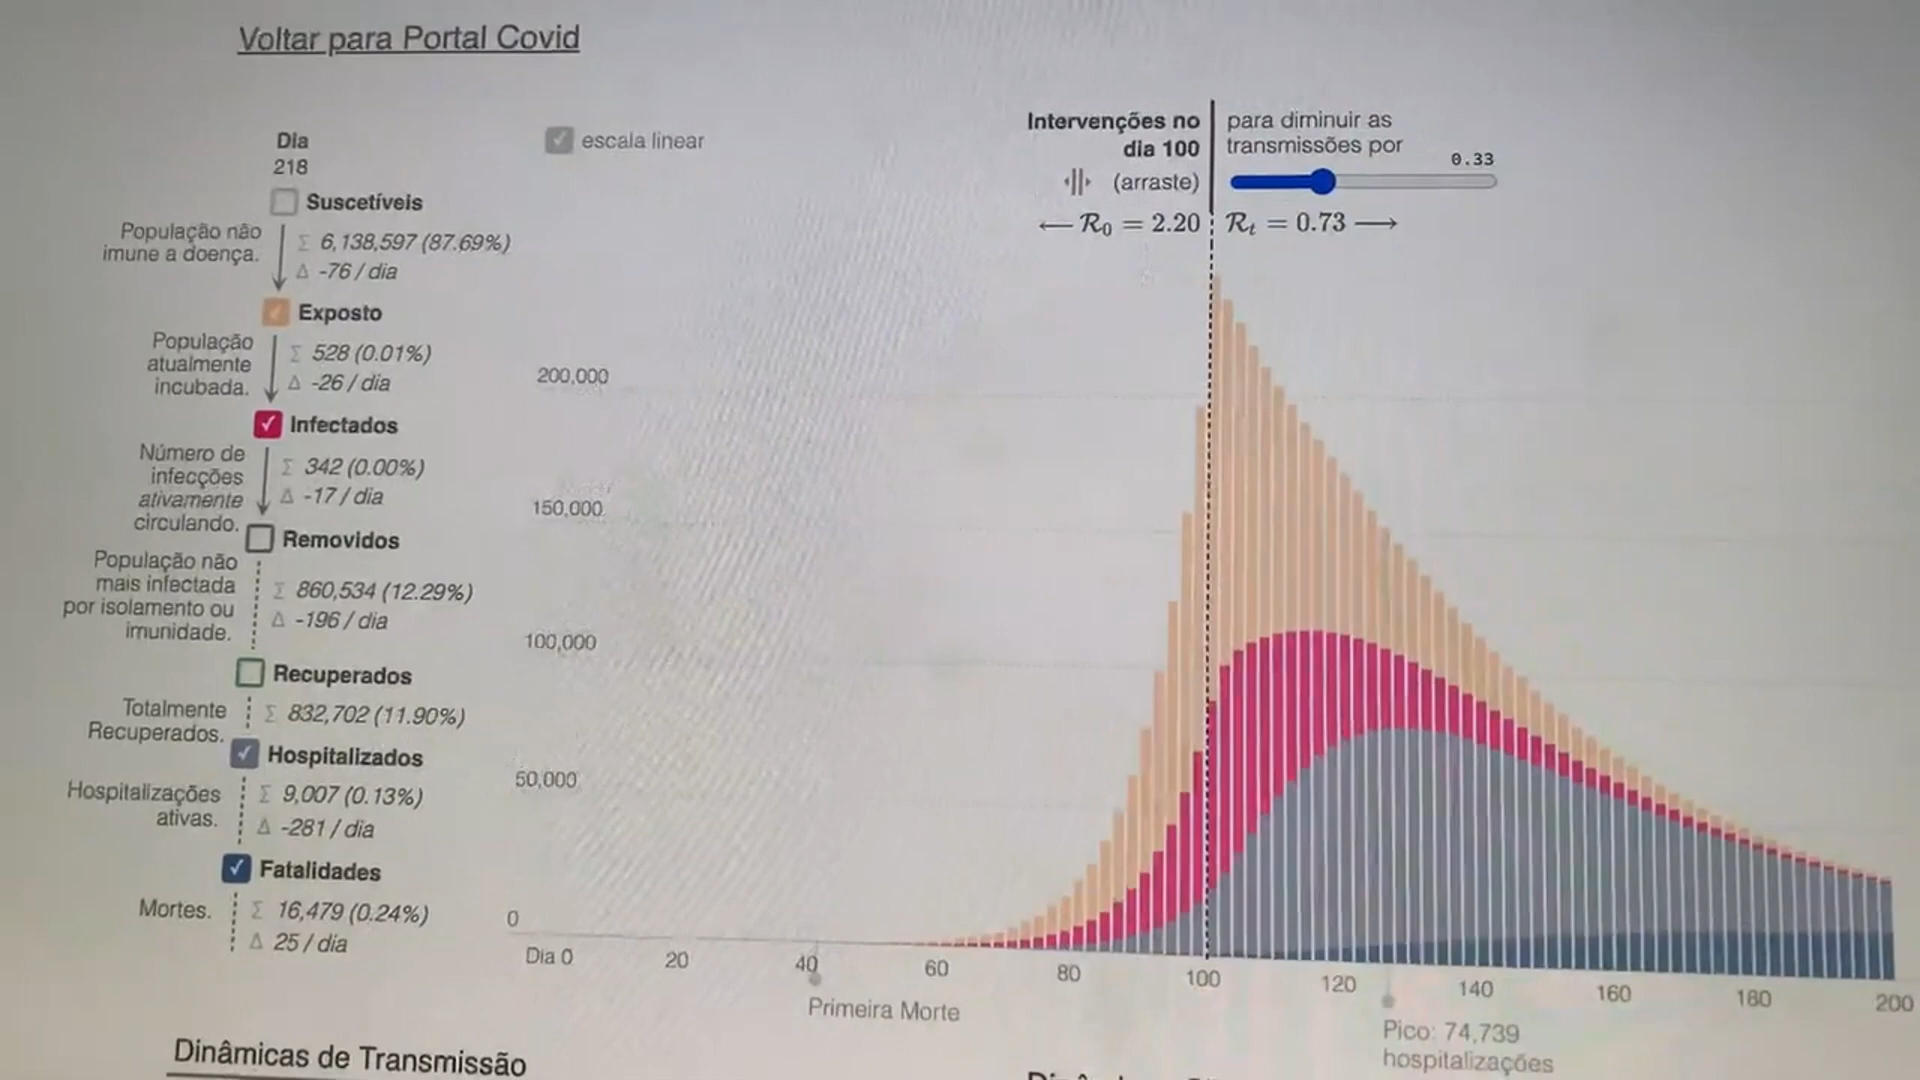 Voltar para Portal Covid
Dia
218
escala linear
Intervenções no
dia 100
(arraste)
para diminuir as
transmissões por
0.33
⟵ R₀ = 2.20
Rₜ = 0.73 ⟶
Suscetíveis
População não
imune a doença.
Σ 6,138,597 (87.69%)
Δ -76 / dia
Exposto
População
atualmente
incubada.
Σ 528 (0.01%)
Δ -26 / dia
Infectados
Número de
infecções
ativamente
circulando.
Σ 342 (0.00%)
Δ -17 / dia
Removidos
População não
mais infectada
por isolamento ou
imunidade.
Σ 860,534 (12.29%)
Δ -196 / dia
Recuperados
Totalmente
Recuperados.
Σ 832,702 (11.90%)
Hospitalizados
Hospitalizações
ativas.
Σ 9,007 (0.13%)
Δ -281 / dia
Fatalidades
Mortes.
Σ 16,479 (0.24%)
Δ 25 / dia
200,000
150,000
100,000
50,000
0
Dia 0 20 40 60 80 100 120 140 160 180 200
Primeira Morte
Pico: 74,739
hospitalizações
Dinâmicas de Transmissão